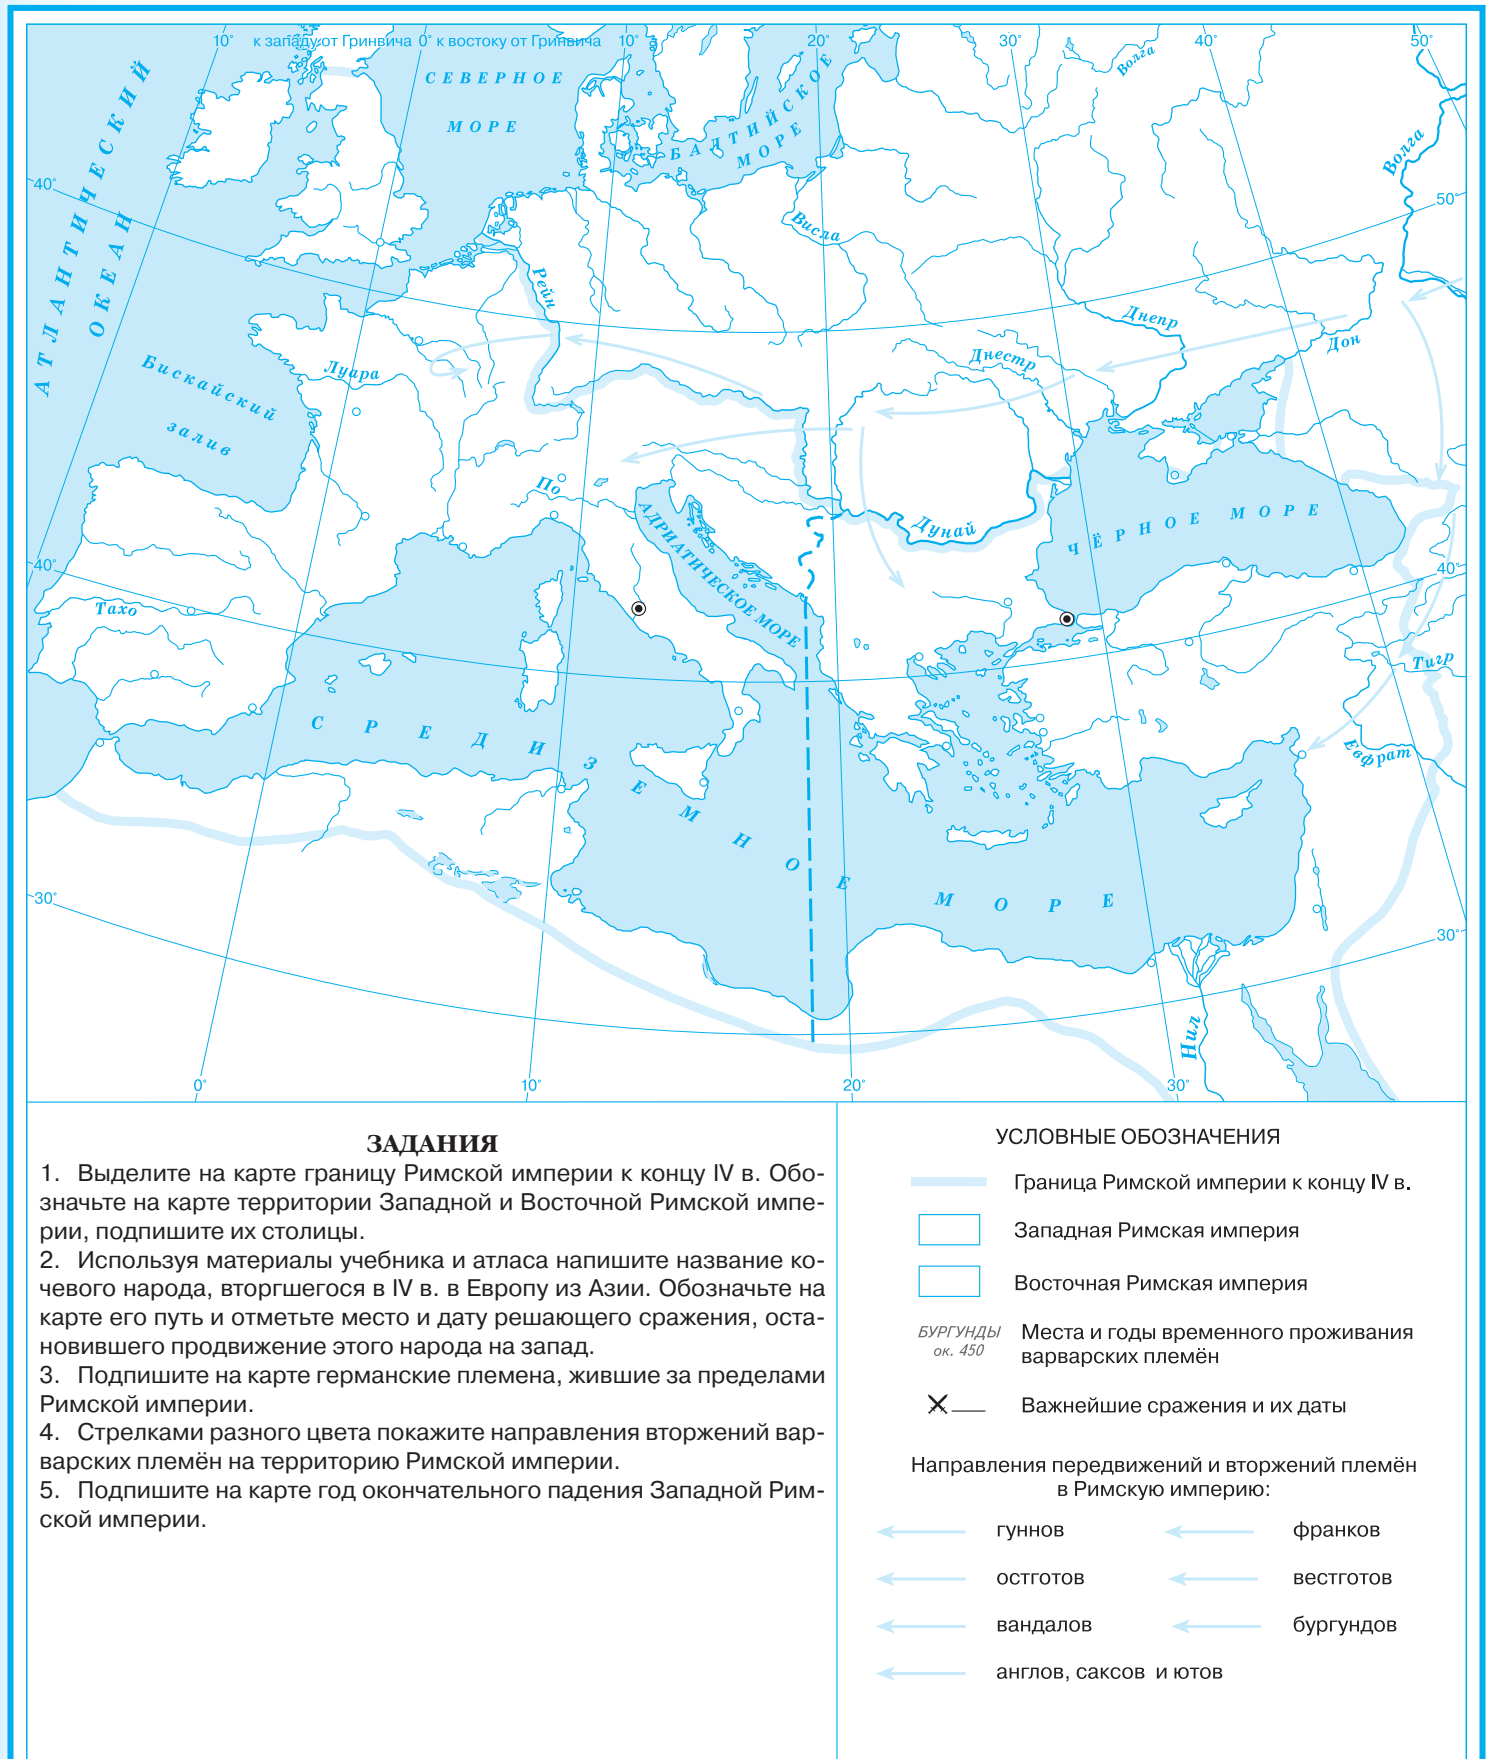 10° к западу от Гринвича 0° к востоку от Гринвича 10° 20° 30° 40° 50°
АТЛАНТИЧЕСКИЙ
ОКЕАН
СЕВЕРНОЕ
МОРЕ
БАЛТИЙСКОЕ
МОРЕ
Волга
Волга
40°
50°
Висла
Рейн
Днепр
Днестр
Дон
Бискайский
залив
Луара
По
АДРИАТИЧЕСКОЕ МОРЕ
Дунай
ЧЁРНОЕ МОРЕ
40°
40°
Тахо
Тигр
Евфрат
СРЕДИЗЕМНОЕ МОРЕ
30°
30°
Нил
0° 10° 20° 30°
ЗАДАНИЯ
1. Выделите на карте границу Римской империи к концу IV в. Обо-
значьте на карте территории Западной и Восточной Римской импе-
рии, подпишите их столицы.
2. Используя материалы учебника и атласа напишите название ко-
чевого народа, вторгшегося в IV в. в Европу из Азии. Обозначьте на
карте его путь и отметьте место и дату решающего сражения, оста-
новившего продвижение этого народа на запад.
3. Подпишите на карте германские племена, жившие за пределами
Римской империи.
4. Стрелками разного цвета покажите направления вторжений вар-
варских племён на территорию Римской империи.
5. Подпишите на карте год окончательного падения Западной Рим-
ской империи.
УСЛОВНЫЕ ОБОЗНАЧЕНИЯ
Граница Римской империи к концу IV в.
Западная Римская империя
Восточная Римская империя
БУРГУНДЫ
ок. 450
Места и годы временного проживания
варварских племён
Важнейшие сражения и их даты
Направления передвижений и вторжений племён
в Римскую империю:
гуннов франков
остготов вестготов
вандалов бургундов
англов, саксов и ютов